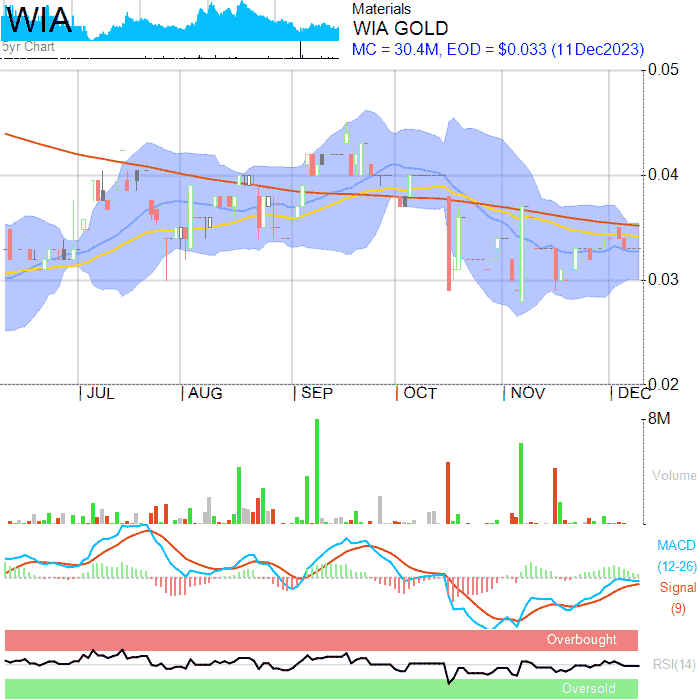 WIA
5yr Chart
Materials
WIA GOLD
MC = 30.4M, EOD = $0.033 (11Dec2023)
0.05
0.04
0.03
0.02
JUL
AUG
SEP
OCT
NOV
DEC
8M
Volume
MACD
(12-26)
Signal
(9)
Overbought
RSI(14)
Oversold